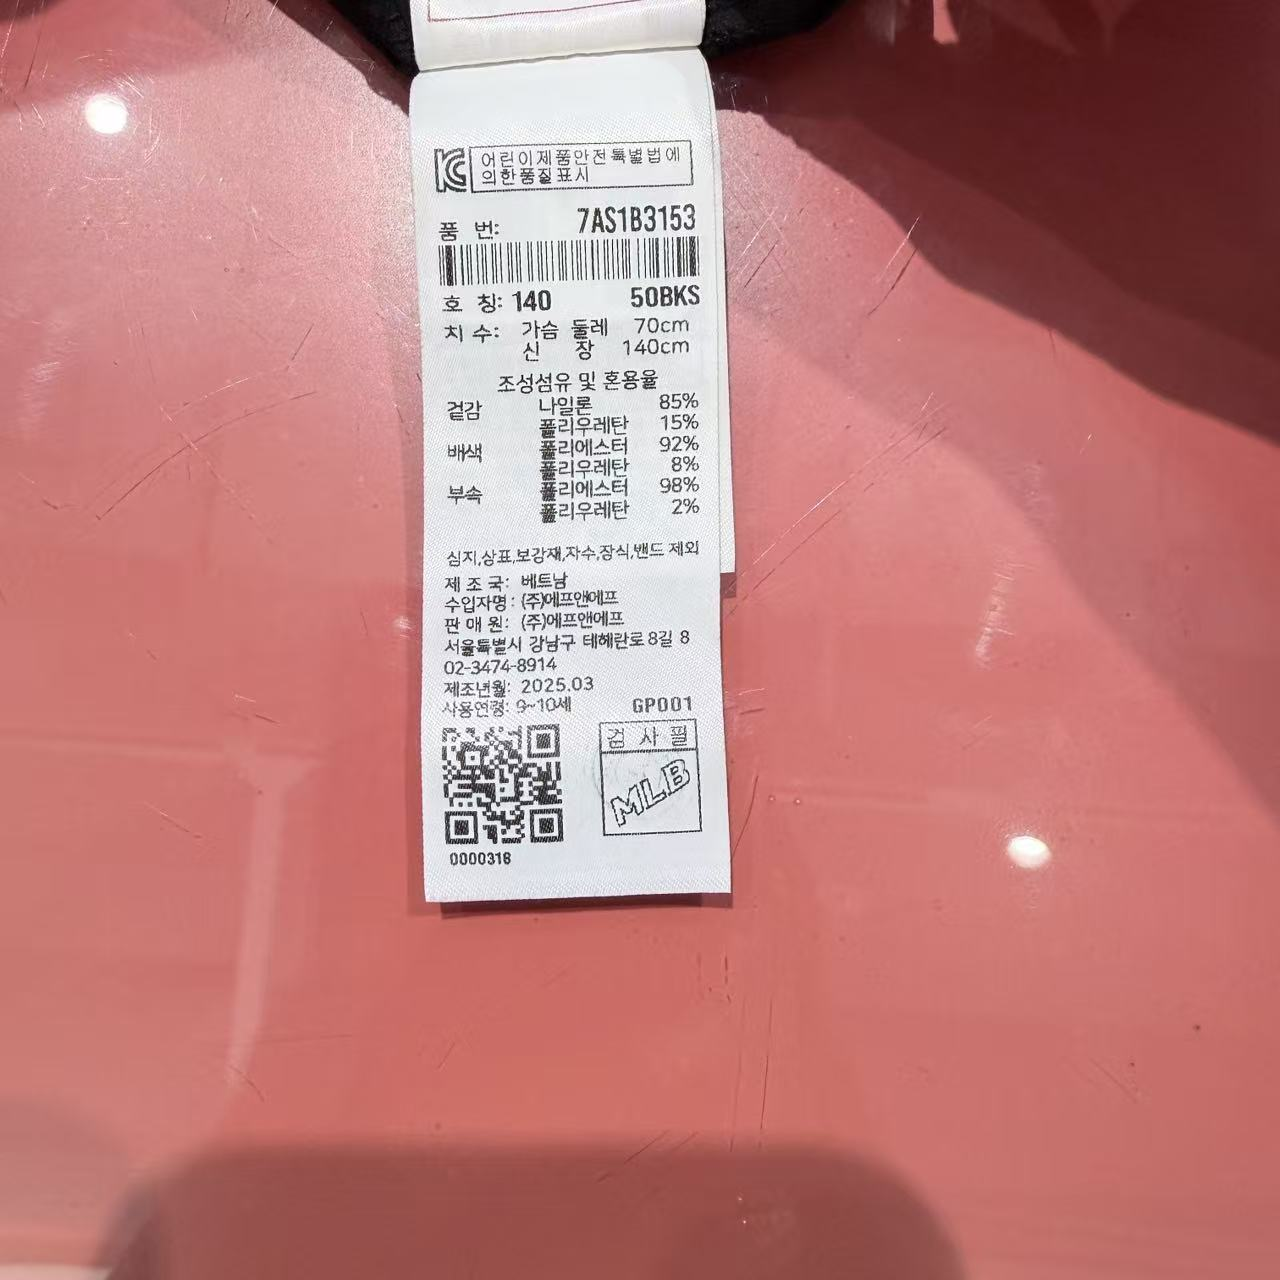 어린이제품안전특별법에
의한품질표시
품 번: 7AS1B3153
호 칭: 140 50BKS
치 수: 가슴 둘레 70cm
신 장 140cm
조성섬유 및 혼용율
겉감 나일론 85%
폴리우레탄 15%
배색 폴리에스터 92%
폴리우레탄 8%
부속 폴리에스터 98%
폴리우레탄 2%
심지,상표,보강재,자수,장식,밴드 제외
제 조 국: 베트남
수입자명: (주)에프앤에프
판 매 원: (주)에프앤에프
서울특별시 강남구 테헤란로8길 8
02-3474-8914
제조년월: 2025.03
사용연령: 9~10세 GP001
검 사 필
MLB
0000318